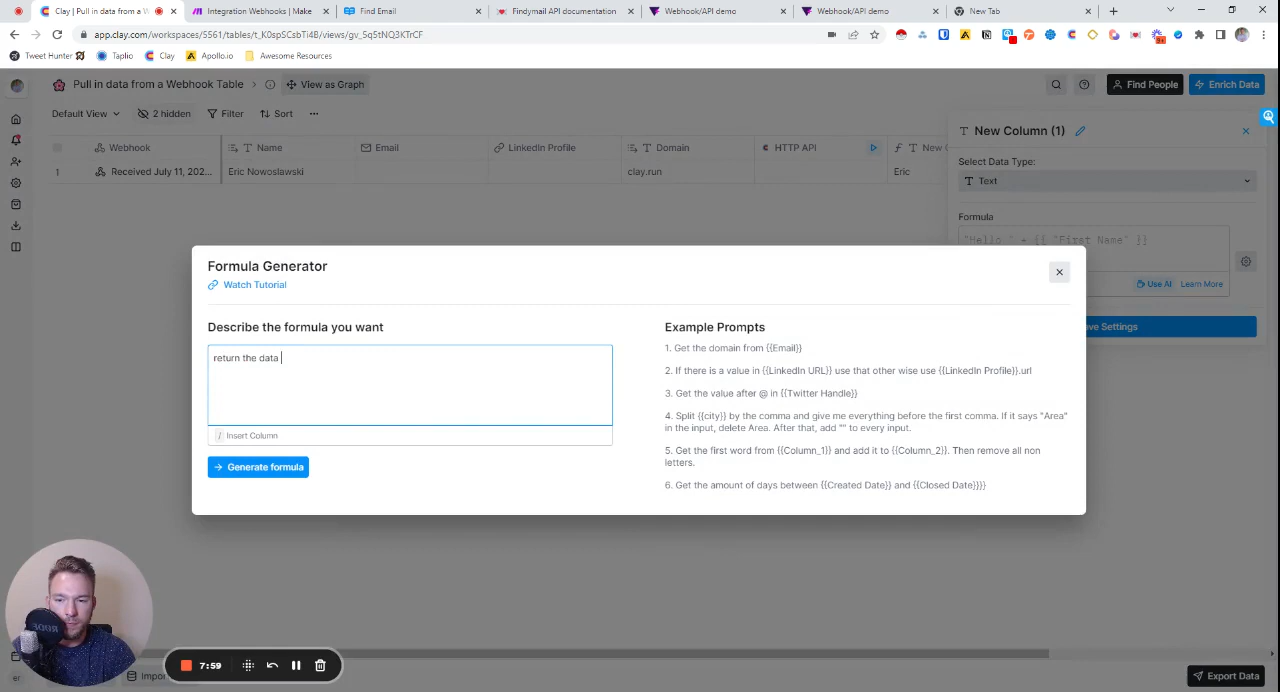 Clay | Pull in data from a W
Integration Webhooks | Make
Find Email
Findymail API documentation
Webhook/API demo
Webhook/API demo
New Tab
app.clay.com/workspaces/5561/tables/t_K0spSCsbTi4B/views/gv_5q5tNQ3KTrCF
Tweet Hunter
Taplio
Clay
Apollo.io
Awesome Resources
Pull in data from a Webhook Table
View as Graph
Find People
Enrich Data
Default View
2 hidden
Filter
Sort
New Column (1)
Webhook
Name
Email
LinkedIn Profile
Domain
HTTP API
New C
1
Received July 11, 202...
Eric Nowoslawski
clay.run
Eric
Select Data Type:
Text
Formula
"Hello " + {{ "First Name" }}
Use AI
Learn More
ve Settings
Formula Generator
Watch Tutorial
Describe the formula you want
return the data
/ Insert Column
Generate formula
Example Prompts
1. Get the domain from {{Email}}
2. If there is a value in {{LinkedIn URL}} use that other wise use {{LinkedIn Profile}}.url
3. Get the value after @ in {{Twitter Handle}}
4. Split {{city}} by the comma and give me everything before the first comma. If it says "Area"
in the input, delete Area. After that, add "" to every input.
5. Get the first word from {{Column_1}} and add it to {{Column_2}}. Then remove all non
letters.
6. Get the amount of days between {{Created Date}} and {{Closed Date}}}}
7:59
Impor
er
Export Data